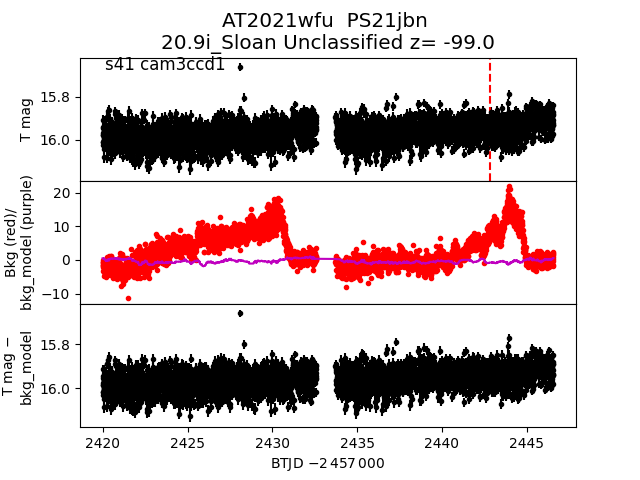 AT2021wfu  PS21jbn
20.9i_Sloan Unclassified z= -99.0
s41 cam3ccd1
T mag
15.8
16.0
Bkg (red)/
bkg_model (purple)
20
10
0
−10
T mag −
bkg_model
15.8
16.0
2420
2425
2430
2435
2440
2445
BTJD −2 457 000